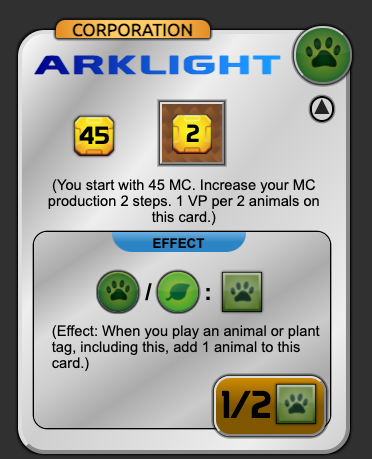 CORPORATION
ARKLIGHT
45 2
(You start with 45 MC. Increase your MC
production 2 steps. 1 VP per 2 animals on
this card.)
EFFECT
/ :
(Effect: When you play an animal or plant
tag, including this, add 1 animal to this
card.)
1/2